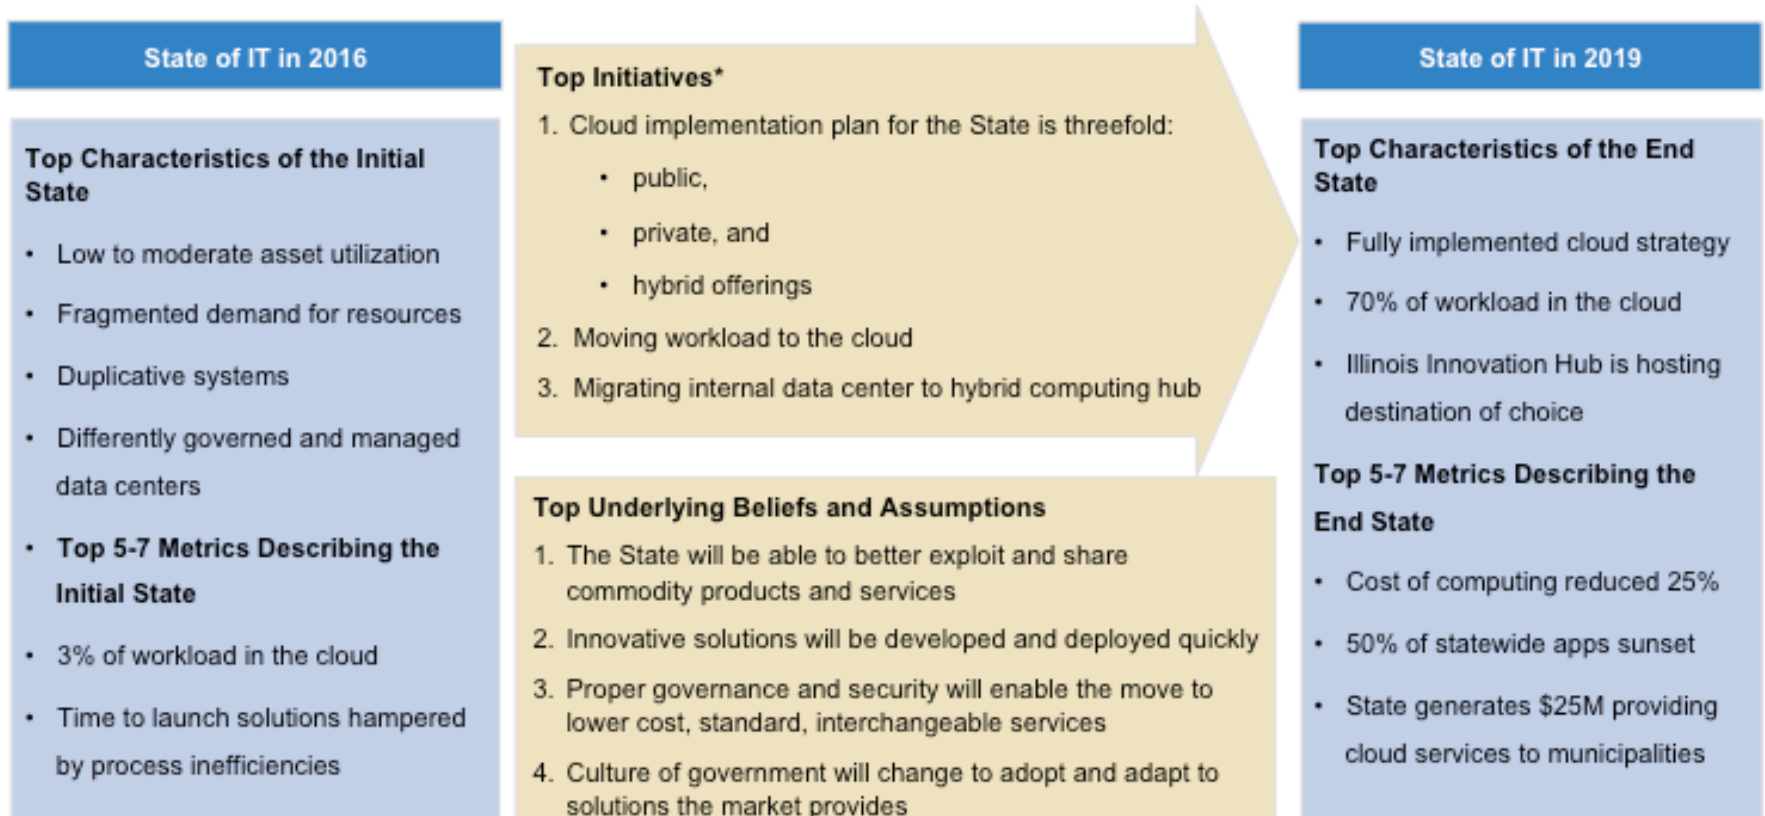 State of IT in 2016
Top Characteristics of the Initial
State
• Low to moderate asset utilization
• Fragmented demand for resources
• Duplicative systems
• Differently governed and managed
data centers
• Top 5-7 Metrics Describing the
Initial State
• 3% of workload in the cloud
• Time to launch solutions hampered
by process inefficiencies
Top Initiatives*
1. Cloud implementation plan for the State is threefold:
• public,
• private, and
• hybrid offerings
2. Moving workload to the cloud
3. Migrating internal data center to hybrid computing hub
Top Underlying Beliefs and Assumptions
1. The State will be able to better exploit and share
commodity products and services
2. Innovative solutions will be developed and deployed quickly
3. Proper governance and security will enable the move to
lower cost, standard, interchangeable services
4. Culture of government will change to adopt and adapt to
solutions the market provides
State of IT in 2019
Top Characteristics of the End
State
• Fully implemented cloud strategy
• 70% of workload in the cloud
• Illinois Innovation Hub is hosting
destination of choice
Top 5-7 Metrics Describing the
End State
• Cost of computing reduced 25%
• 50% of statewide apps sunset
• State generates $25M providing
cloud services to municipalities